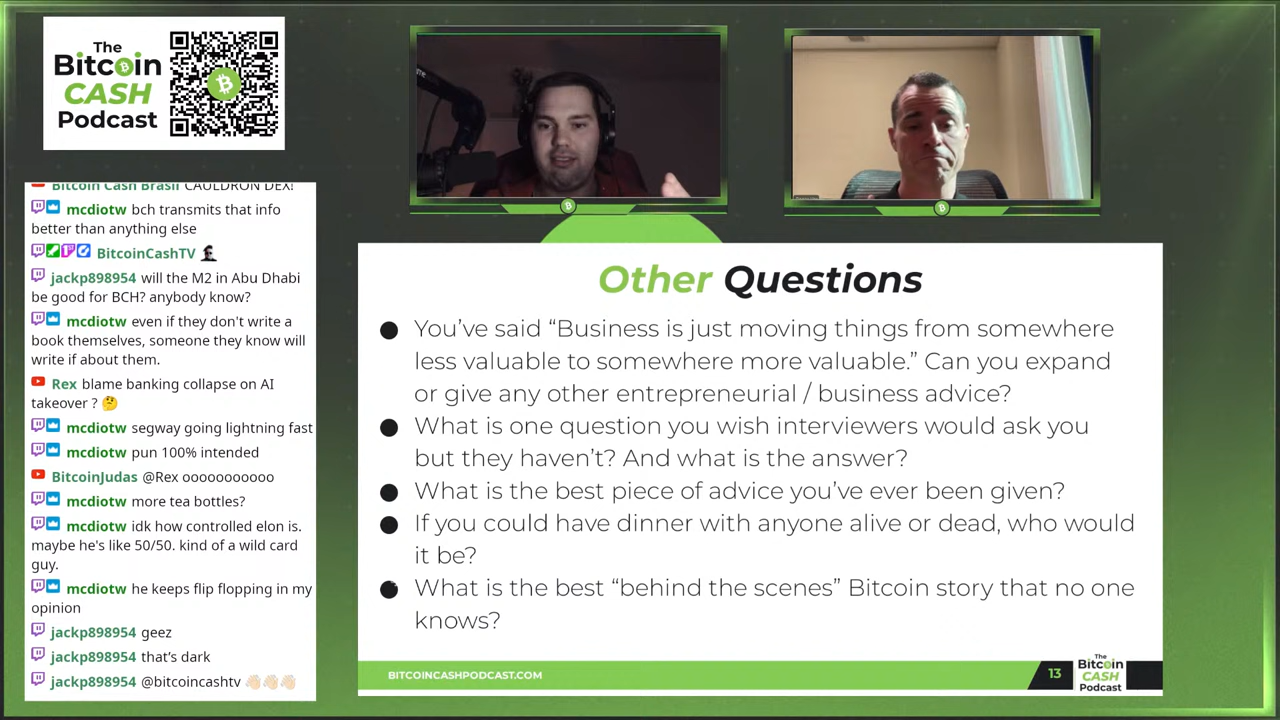 The
Bitcoin
CASH
Podcast
Bitcoin Cash Brasil CAULDRON DEX!
mcdiotw bch transmits that info
better than anything else
BitcoinCashTV
jackp898954 will the M2 in Abu Dhabi
be good for BCH? anybody know?
mcdiotw even if they don't write a
book themselves, someone they know will
write if about them.
Rex blame banking collapse on AI
takeover ? 🤔
mcdiotw segway going lightning fast
mcdiotw pun 100% intended
BitcoinJudas @Rex ooooooooooo
mcdiotw more tea bottles?
mcdiotw idk how controlled elon is.
maybe he's like 50/50. kind of a wild card
guy.
mcdiotw he keeps flip flopping in my
opinion
jackp898954 geez
jackp898954 that’s dark
jackp898954 @bitcoincashtv 👏🏻👏🏻👏🏻
Other Questions
● You’ve said “Business is just moving things from somewhere
less valuable to somewhere more valuable.” Can you expand
or give any other entrepreneurial / business advice?
● What is one question you wish interviewers would ask you
but they haven’t? And what is the answer?
● What is the best piece of advice you’ve ever been given?
● If you could have dinner with anyone alive or dead, who would
it be?
● What is the best “behind the scenes” Bitcoin story that no one
knows?
BITCOINCASHPODCAST.COM
13
The
Bitcoin
CASH
Podcast